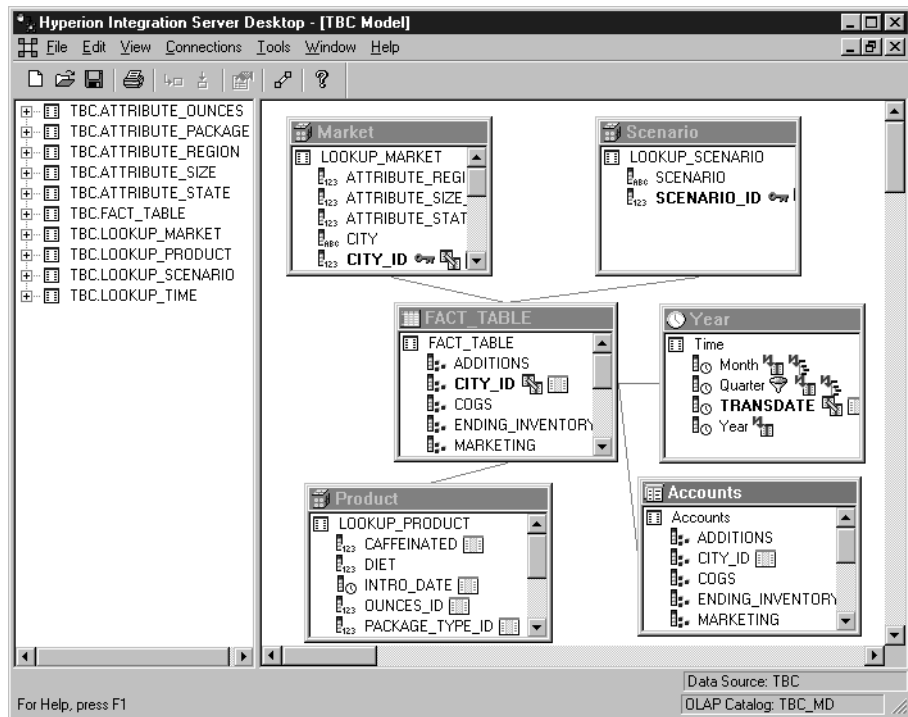 Hyperion Integration Server Desktop - [TBC Model]
File Edit View Connections Tools Window Help
TBC.ATTRIBUTE_OUNCES
TBC.ATTRIBUTE_PACKAGE
TBC.ATTRIBUTE_REGION
TBC.ATTRIBUTE_SIZE
TBC.ATTRIBUTE_STATE
TBC.FACT_TABLE
TBC.LOOKUP_MARKET
TBC.LOOKUP_PRODUCT
TBC.LOOKUP_SCENARIO
TBC.LOOKUP_TIME
Market
LOOKUP_MARKET
ATTRIBUTE_REGI
ATTRIBUTE_SIZE_
ATTRIBUTE_STAT
CITY
CITY_ID
Scenario
LOOKUP_SCENARIO
SCENARIO
SCENARIO_ID
FACT_TABLE
FACT_TABLE
ADDITIONS
CITY_ID
COGS
ENDING_INVENTORY
MARKETING
Year
Time
Month
Quarter
TRANSDATE
Year
Product
LOOKUP_PRODUCT
CAFFEINATED
DIET
INTRO_DATE
OUNCES_ID
PACKAGE_TYPE_ID
Accounts
Accounts
ADDITIONS
CITY_ID
COGS
ENDING_INVENTORY
MARKETING
Data Source: TBC
For Help, press F1
OLAP Catalog: TBC_MD